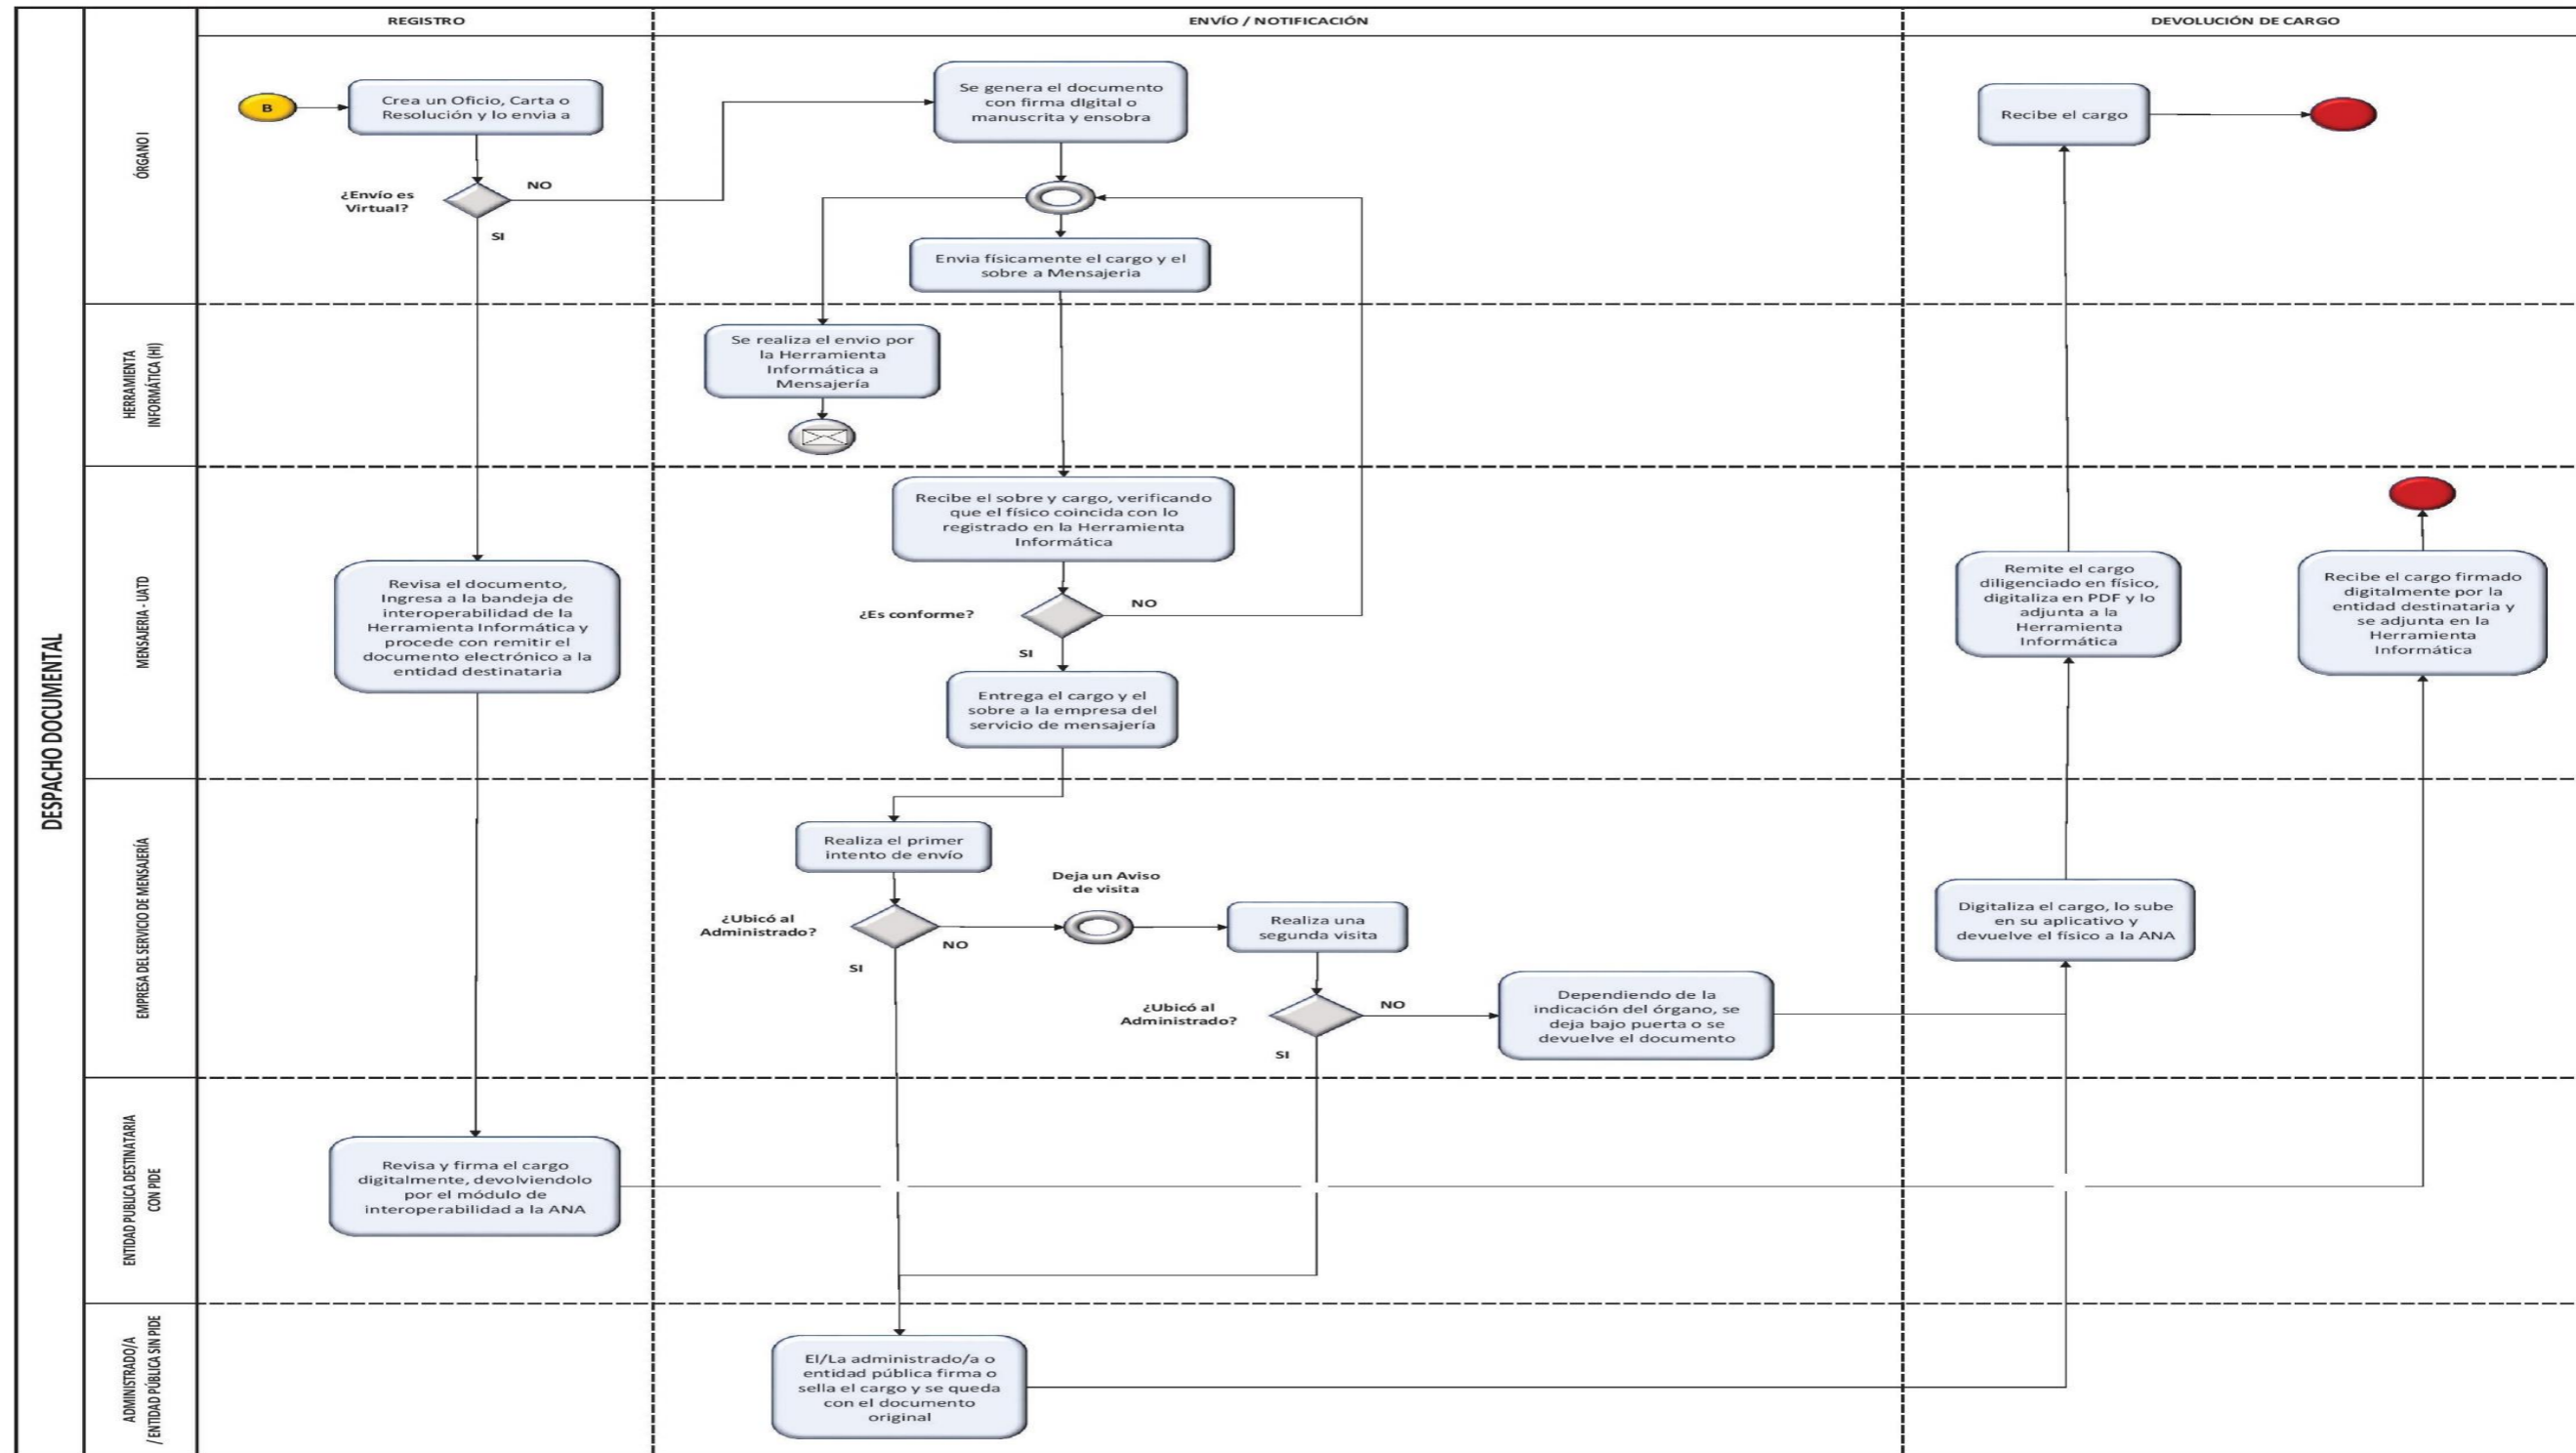 REGISTRO
ENVÍO / NOTIFICACIÓN
DEVOLUCIÓN DE CARGO
DESPACHO DOCUMENTAL
ÓRGANO I
B
Crea un Oficio, Carta o
Resolución y lo envia a
¿Envío es
Virtual?
NO
SI
Se genera el documento
con firma digital o
manuscrita y ensobra
Envia físicamente el cargo y el
sobre a Mensajeria
Recibe el cargo
HERRAMIENTA
INFORMÁTICA (HI)
Se realiza el envio por
la Herramienta
Informática a
Mensajería
MENSAJERIA - UATD
Revisa el documento,
Ingresa a la bandeja de
interoperabilidad de la
Herramienta Informática y
procede con remitir el
documento electrónico a la
entidad destinataria
Recibe el sobre y cargo, verificando
que el físico coincida con lo
registrado en la Herramienta
Informática
¿Es conforme?
NO
SI
Entrega el cargo y el
sobre a la empresa del
servicio de mensajería
Remite el cargo
diligenciado en físico,
digitaliza en PDF y lo
adjunta a la
Herramienta
Informática
Recibe el cargo firmado
digitalmente por la
entidad destinataria y
se adjunta en la
Herramienta
Informática
EMPRESA DEL SERVICIO DE MENSAJERÍA
Realiza el primer
intento de envío
¿Ubicó al
Administrado?
NO
SI
Deja un Aviso
de visita
Realiza una
segunda visita
¿Ubicó al
Administrado?
NO
SI
Dependiendo de la
indicación del órgano, se
deja bajo puerta o se
devuelve el documento
Digitaliza el cargo, lo sube
en su aplicativo y
devuelve el físico a la ANA
ENTIDAD PUBLICA DESTINATARIA
CON PIDE
Revisa y firma el cargo
digitalmente, devolviendolo
por el módulo de
interoperabilidad a la ANA
ADMINISTRADO/A
/ ENTIDAD PÚBLICA SIN PIDE
El/La administrado/a o
entidad pública firma o
sella el cargo y se queda
con el documento
original